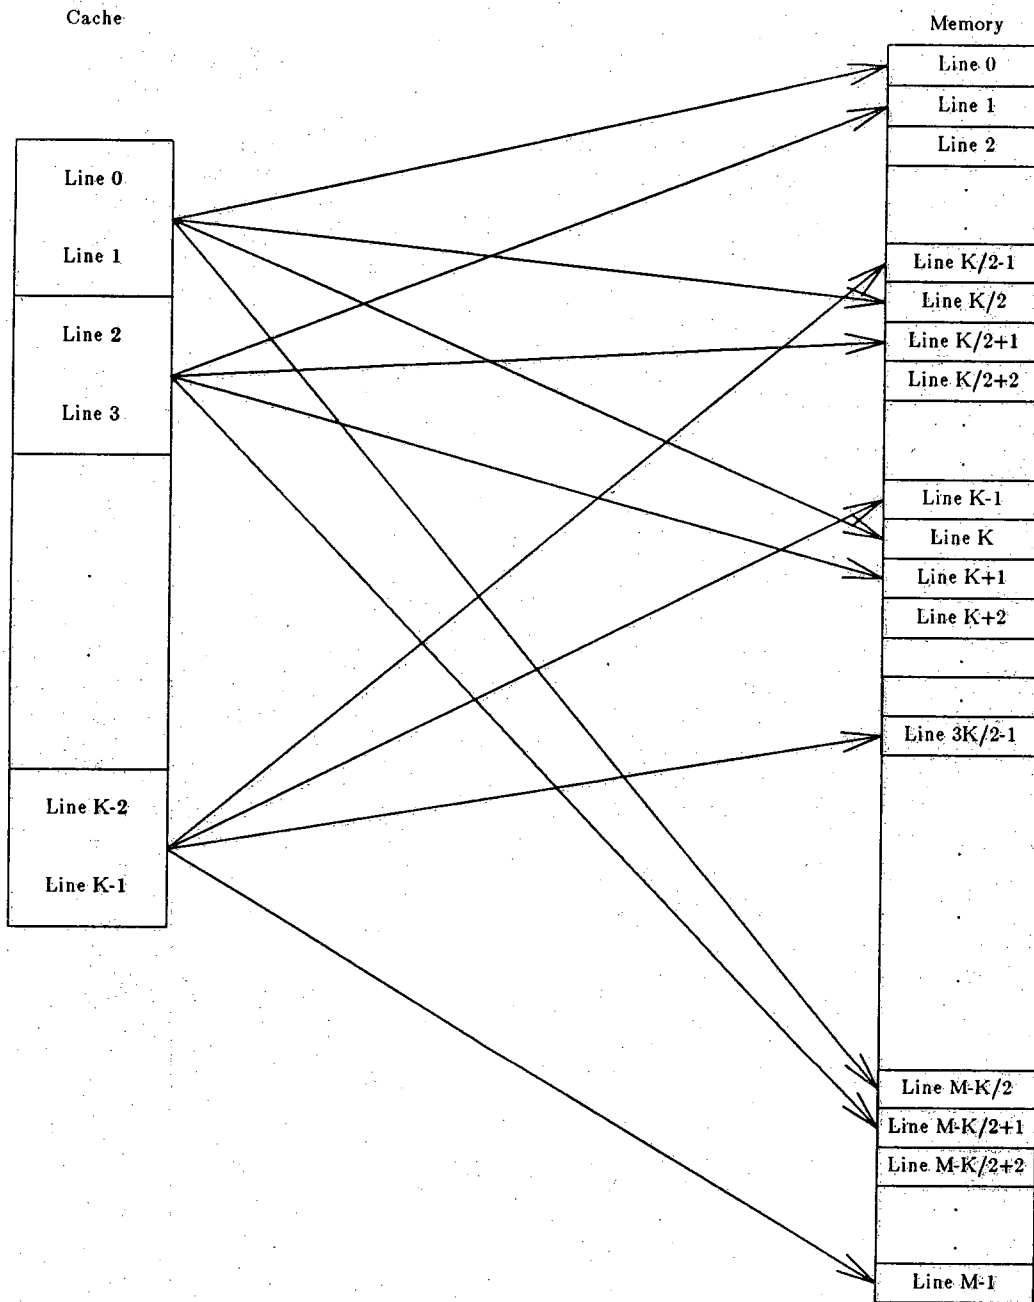 Cache
Memory
Line 0
Line 1
Line 2
Line 3
Line K-2
Line K-1
Line 0
Line 1
Line 2
Line K/2-1
Line K/2
Line K/2+1
Line K/2+2
Line K-1
Line K
Line K+1
Line K+2
Line 3K/2-1
Line M-K/2
Line M-K/2+1
Line M-K/2+2
Line M-1